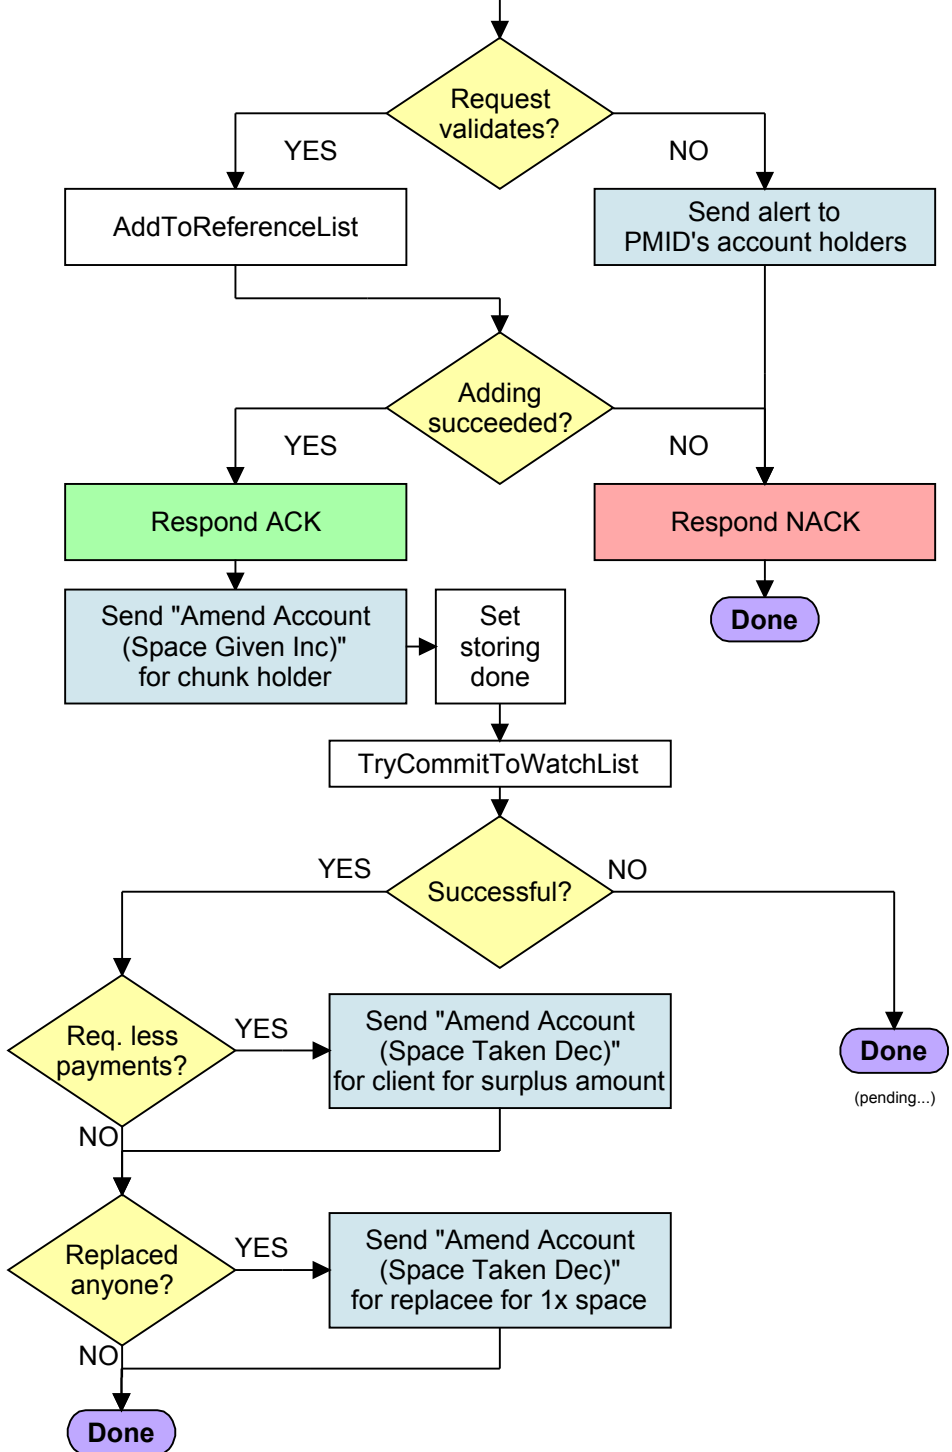 Request
validates?
YES
NO
AddToReferenceList
Send alert to
PMID's account holders
Adding
succeeded?
YES
NO
Respond ACK
Respond NACK
Send "Amend Account
(Space Given Inc)"
for chunk holder
Set
storing
done
Done
TryCommitToWatchList
Successful?
YES
NO
Req. less
payments?
YES
Send "Amend Account
(Space Taken Dec)"
for client for surplus amount
Done
(pending...)
NO
Replaced
anyone?
YES
Send "Amend Account
(Space Taken Dec)"
for replacee for 1x space
NO
Done